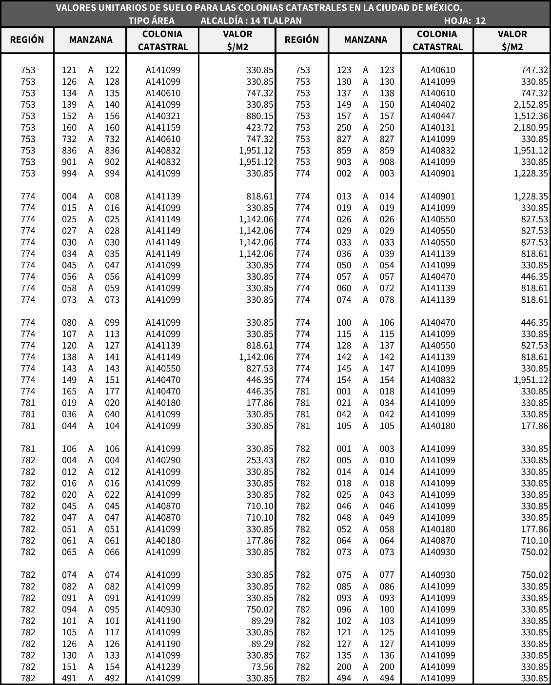 VALORES UNITARIOS DE SUELO PARA LAS COLONIAS CATASTRALES EN LA CIUDAD DE MÉXICO.
TIPO ÁREA ALCALDÍA : 14 TLALPAN HOJA: 12
REGIÓN MANZANA COLONIA CATASTRAL VALOR $/M2 REGIÓN MANZANA COLONIA CATASTRAL VALOR $/M2
753 121 A 122 A141099 330.85 753 123 A 123 A140610 747.32
753 126 A 128 A141099 330.85 753 130 A 130 A141099 330.85
753 134 A 135 A140610 747.32 753 137 A 138 A140610 747.32
753 139 A 140 A141099 330.85 753 149 A 150 A140402 2,152.85
753 152 A 156 A140321 880.15 753 157 A 157 A140447 1,512.36
753 160 A 160 A141159 423.72 753 250 A 250 A140131 2,180.95
753 732 A 732 A140610 747.32 753 827 A 827 A141099 330.85
753 836 A 836 A140832 1,951.12 753 859 A 859 A140832 1,951.12
753 901 A 902 A140832 1,951.12 753 903 A 908 A141099 330.85
753 994 A 994 A141099 330.85 774 002 A 003 A140901 1,228.35
774 004 A 008 A141139 818.61 774 013 A 014 A140901 1,228.35
774 015 A 016 A141099 330.85 774 019 A 019 A141099 330.85
774 025 A 025 A141149 1,142.06 774 026 A 026 A140550 827.53
774 027 A 028 A141149 1,142.06 774 029 A 029 A140550 827.53
774 030 A 030 A141149 1,142.06 774 033 A 033 A140550 827.53
774 034 A 035 A141149 1,142.06 774 036 A 039 A141139 818.61
774 045 A 047 A141099 330.85 774 050 A 054 A141099 330.85
774 056 A 056 A141099 330.85 774 057 A 057 A140470 446.35
774 058 A 059 A141099 330.85 774 060 A 072 A141139 818.61
774 073 A 073 A141099 330.85 774 074 A 078 A141139 818.61
774 080 A 099 A141099 330.85 774 100 A 106 A140470 446.35
774 107 A 113 A141099 330.85 774 115 A 115 A141099 330.85
774 120 A 127 A141139 818.61 774 128 A 137 A140550 827.53
774 138 A 141 A141149 1,142.06 774 142 A 142 A141139 818.61
774 143 A 143 A140550 827.53 774 145 A 147 A141099 330.85
774 149 A 151 A140470 446.35 774 154 A 154 A140832 1,951.12
774 165 A 177 A140470 446.35 781 001 A 018 A141099 330.85
781 019 A 020 A140180 177.86 781 021 A 034 A141099 330.85
781 036 A 040 A141099 330.85 781 042 A 042 A141099 330.85
781 044 A 104 A141099 330.85 781 105 A 105 A140180 177.86
781 106 A 106 A141099 330.85 782 001 A 003 A141099 330.85
782 004 A 004 A140290 253.43 782 005 A 010 A141099 330.85
782 012 A 012 A141099 330.85 782 014 A 014 A141099 330.85
782 016 A 016 A141099 330.85 782 018 A 018 A141099 330.85
782 020 A 022 A141099 330.85 782 025 A 043 A141099 330.85
782 045 A 045 A140870 710.10 782 046 A 046 A141099 330.85
782 047 A 047 A140870 710.10 782 048 A 049 A141099 330.85
782 051 A 051 A141099 330.85 782 052 A 058 A140180 177.86
782 061 A 061 A140180 177.86 782 064 A 064 A140870 710.10
782 065 A 066 A141099 330.85 782 073 A 073 A140930 750.02
782 074 A 074 A141099 330.85 782 075 A 077 A140930 750.02
782 082 A 082 A141099 330.85 782 085 A 086 A141099 330.85
782 091 A 091 A141099 330.85 782 093 A 093 A141099 330.85
782 094 A 095 A140930 750.02 782 096 A 100 A141099 330.85
782 101 A 101 A141190 89.29 782 102 A 103 A141099 330.85
782 105 A 117 A141099 330.85 782 121 A 125 A141099 330.85
782 126 A 126 A141190 89.29 782 127 A 127 A141099 330.85
782 130 A 133 A141099 330.85 782 135 A 136 A141099 330.85
782 151 A 154 A141239 73.56 782 200 A 200 A141099 330.85
782 491 A 492 A141099 330.85 782 494 A 494 A141099 330.85